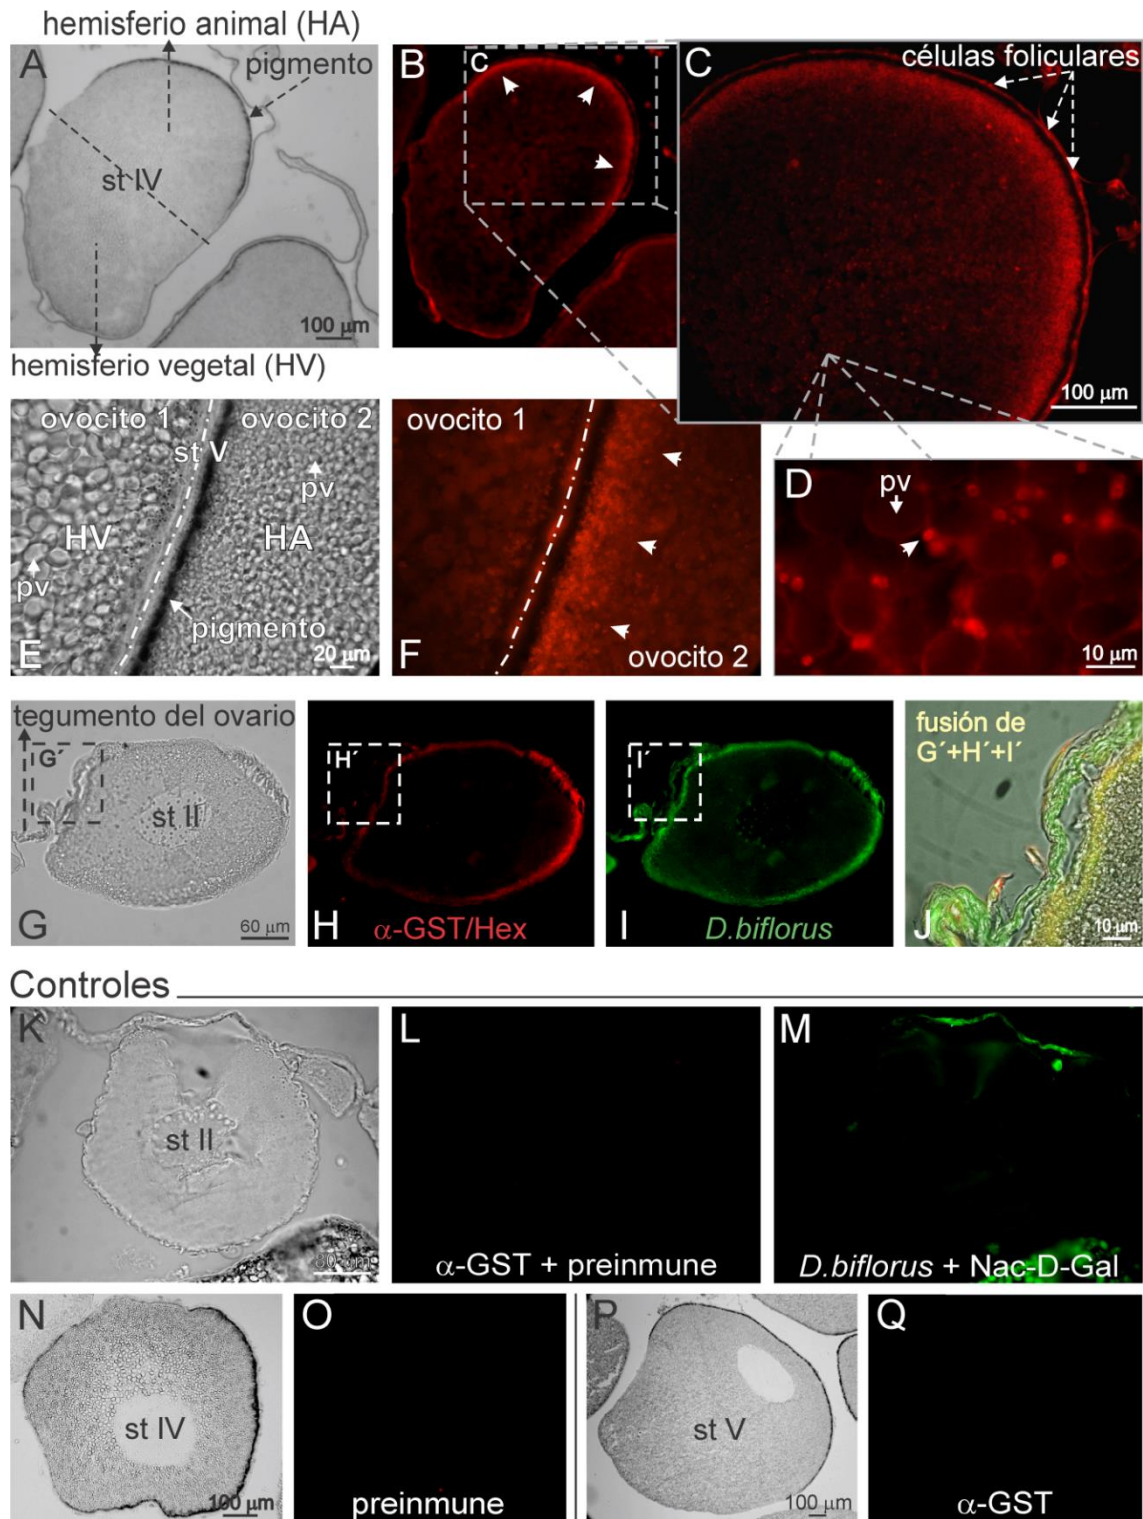 hemisferio animal (HA)
A
pigmento
st IV
100 µm
hemisferio vegetal (HV)
B
c
C
células foliculares
100 µm
ovocito 1
ovocito 2
st V
pv
HV
HA
pv
pigmento
E
20 µm
ovocito 1
F
ovocito 2
D
pv
10 µm
tegumento del ovario
G´
st II
G
60 µm
H´
H
α-GST/Hex
I´
I
D.biflorus
fusión de
G´+H´+I´
J
10 µm
Controles
K
st II
80 µm
L
α-GST + preinmune
M
D.biflorus + Nac-D-Gal
N
st IV
100 µm
O
preinmune
P
st V
100 µm
Q
α-GST